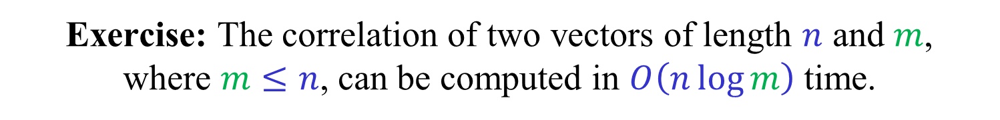 Exercise: The correlation of two vectors of length n and m,
where m ≤ n, can be computed in O(n log m) time.